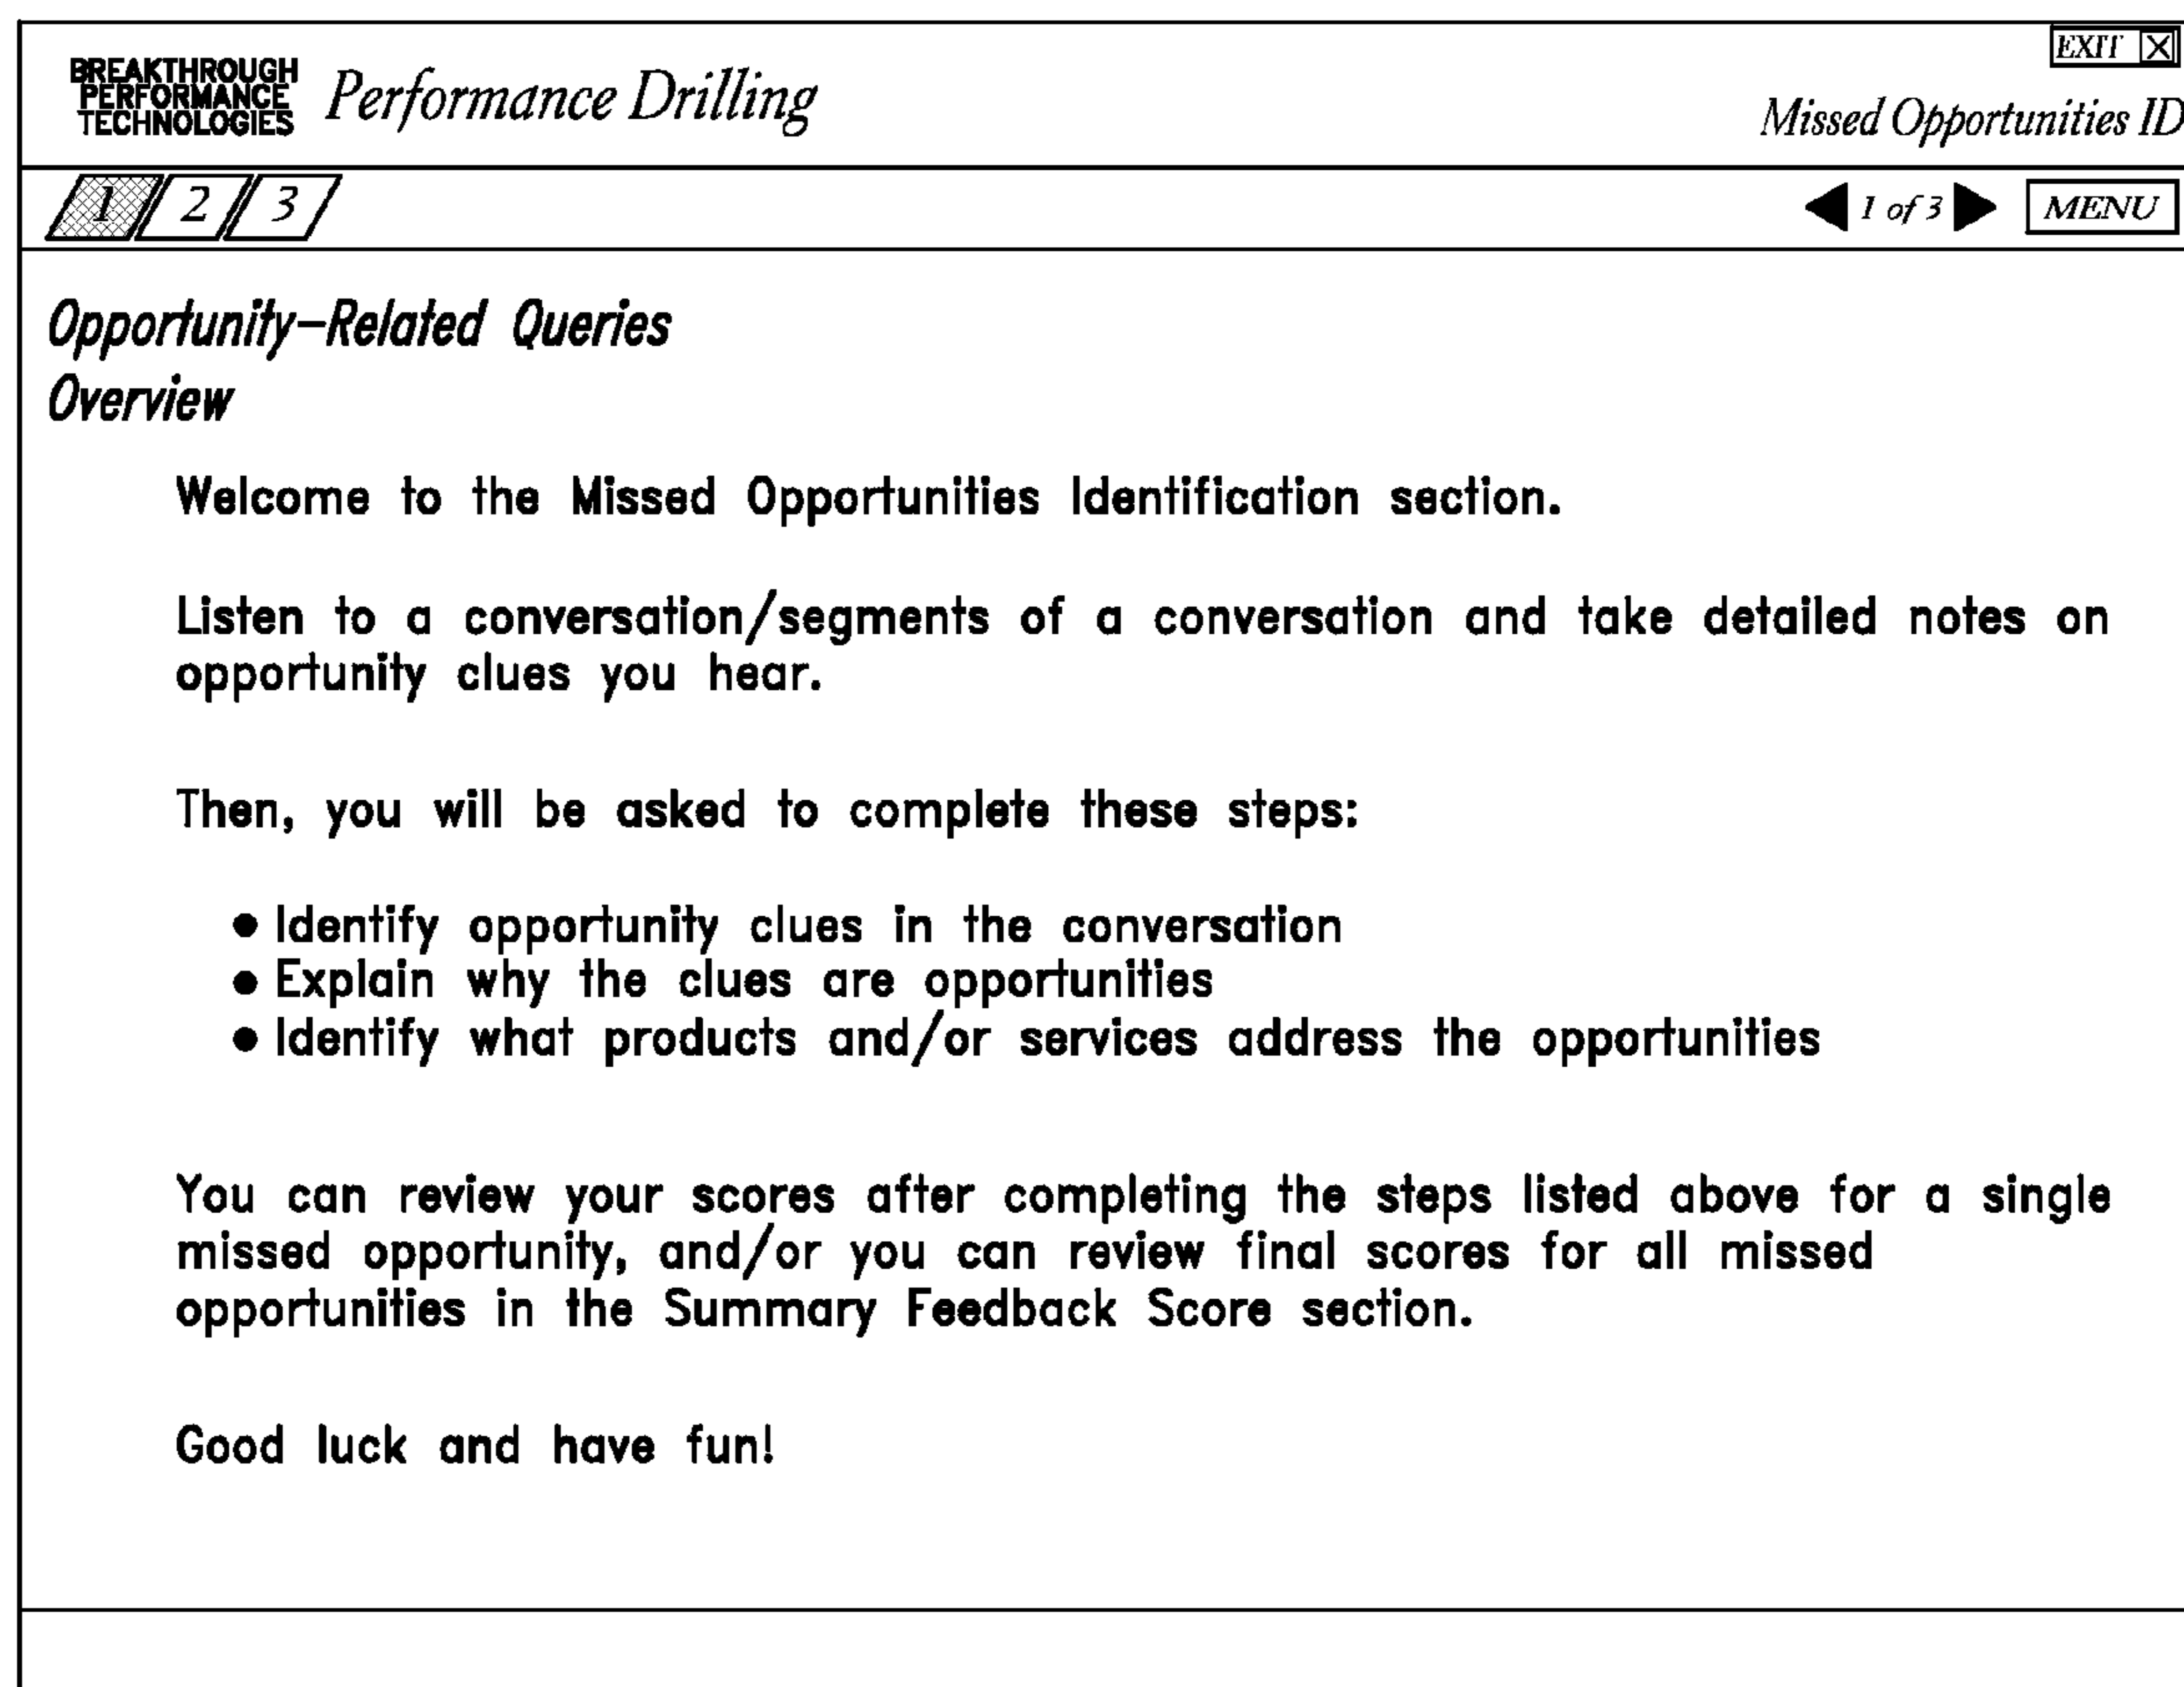 EXIT X
BREAKTHROUGH
PERFORMANCE
TECHNOLOGIES
Performance Drilling
Missed Opportunities ID
1 2 3
1 of 3
MENU
Opportunity-Related Queries
Overview
Welcome to the Missed Opportunities Identification section.
Listen to a conversation/segments of a conversation and take detailed notes on
opportunity clues you hear.
Then, you will be asked to complete these steps:
• Identify opportunity clues in the conversation
• Explain why the clues are opportunities
• Identify what products and/or services address the opportunities
You can review your scores after completing the steps listed above for a single
missed opportunity, and/or you can review final scores for all missed
opportunities in the Summary Feedback Score section.
Good luck and have fun!